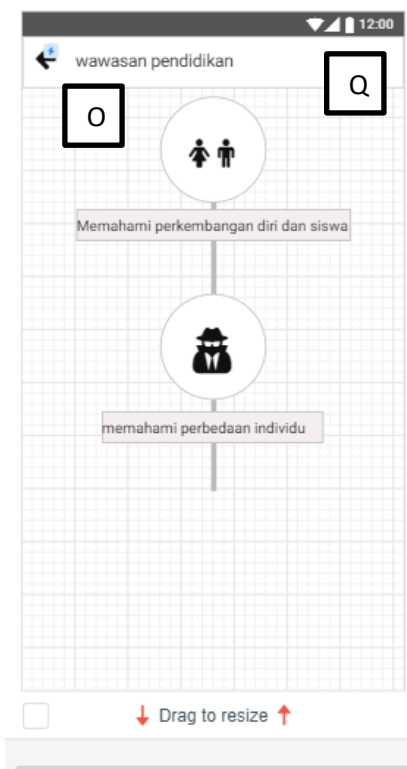 12:00
wawasan pendidikan
Q
O
Memahami perkembangan diri dan siswa
memahami perbedaan individu
Drag to resize